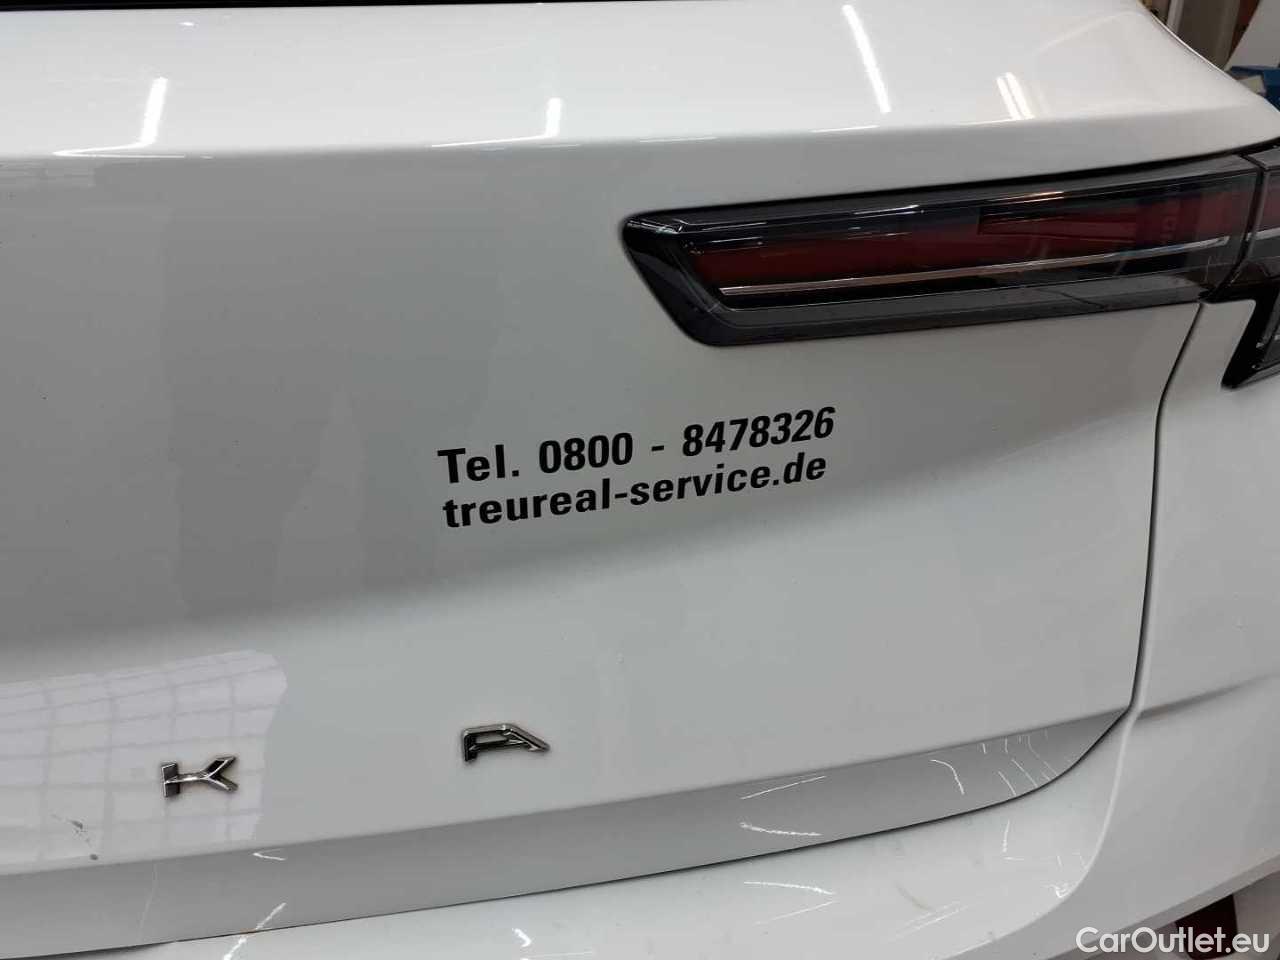 Tel. 0800 - 8478326
treureal-service.de
K A
CarOutlet.eu